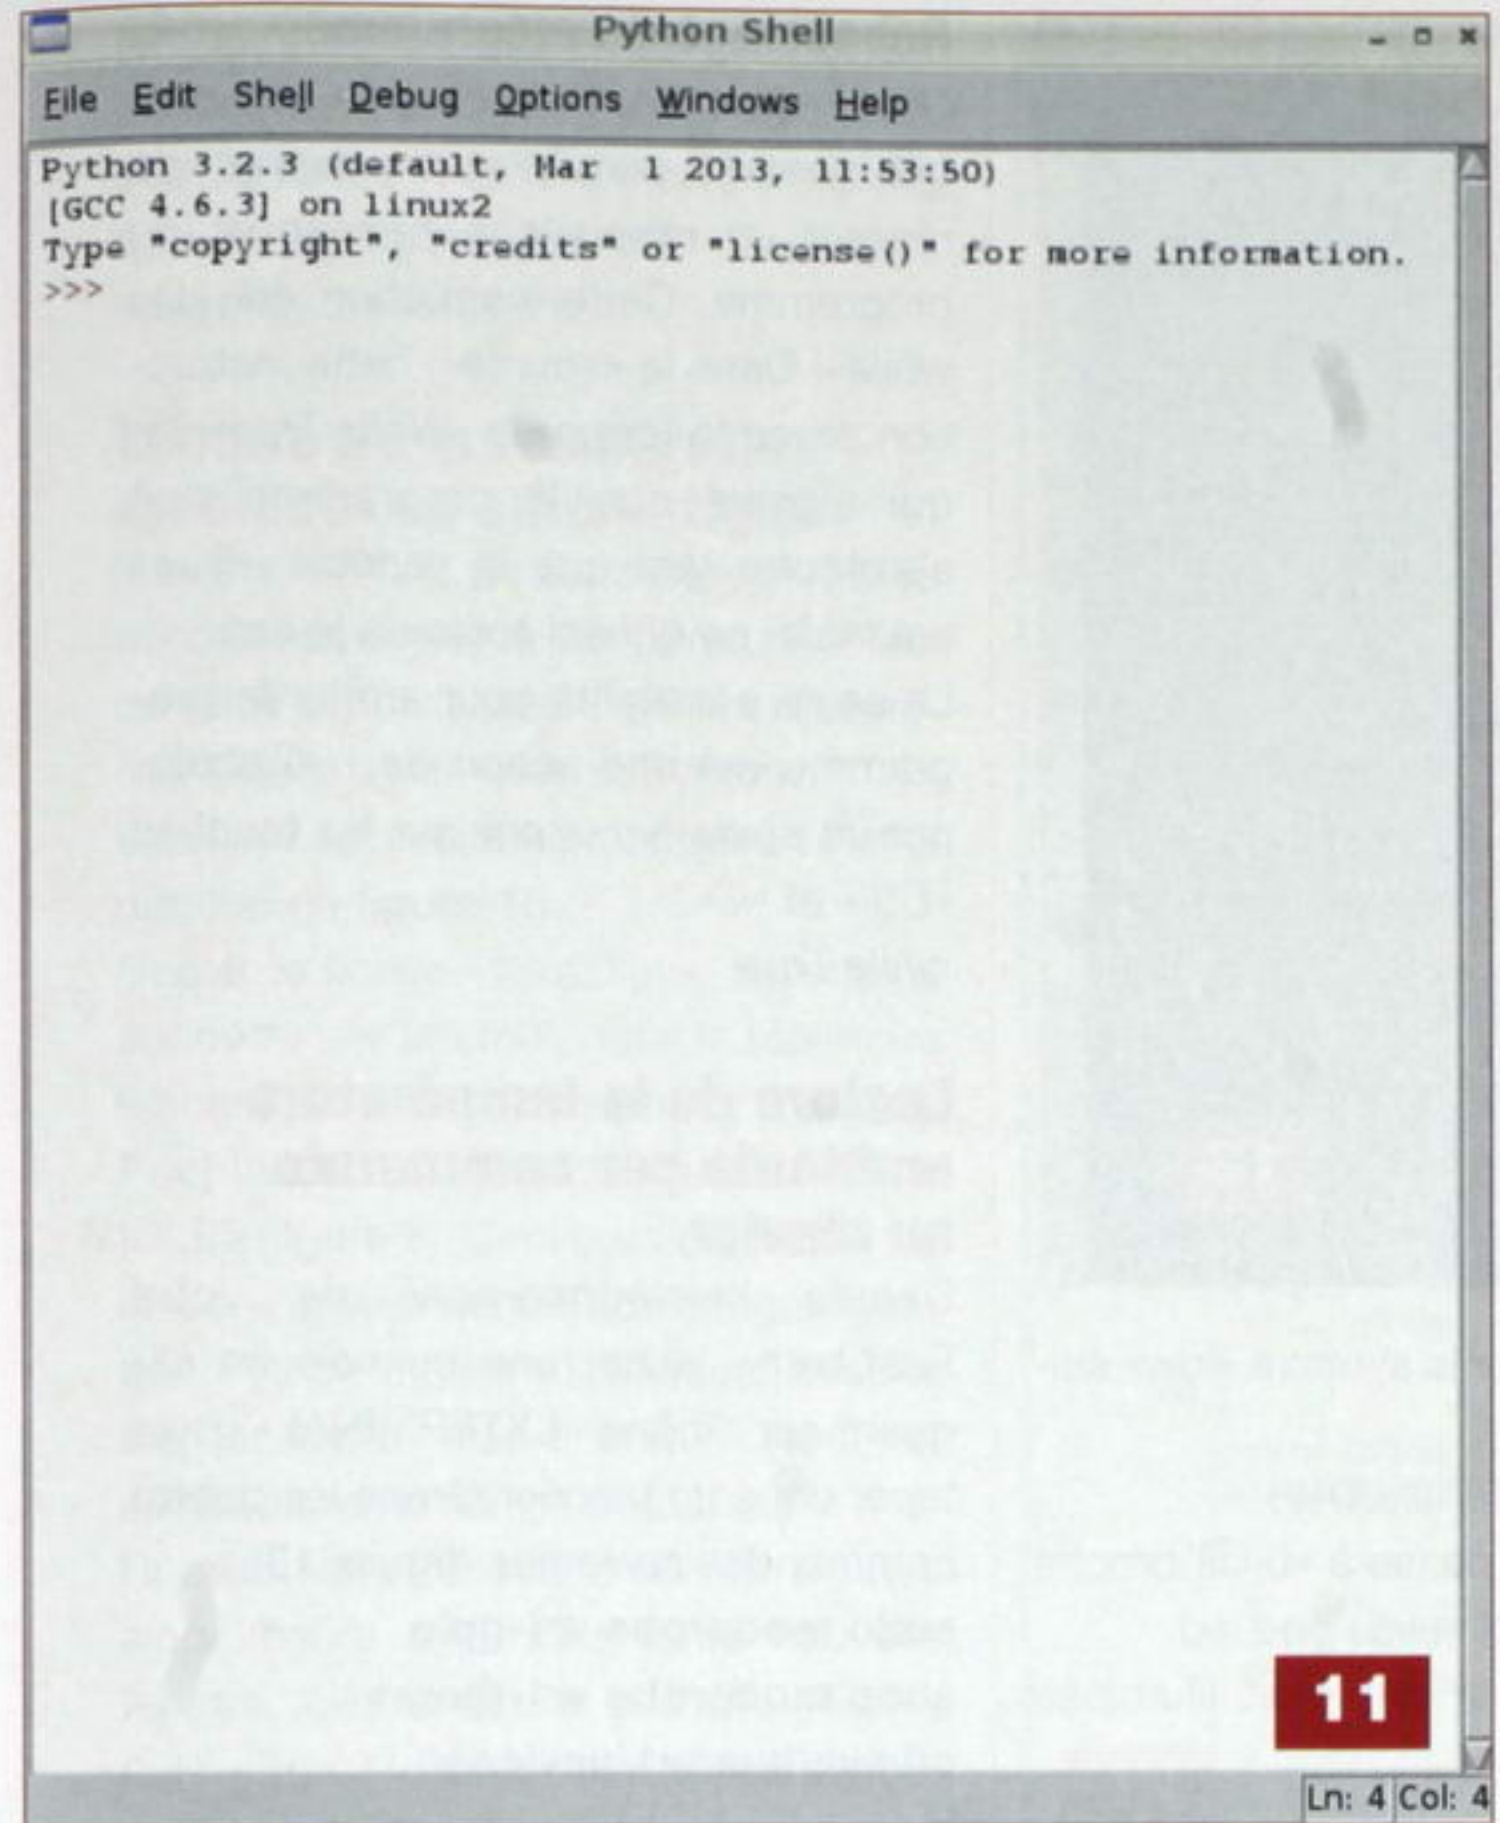 Python Shell
File Edit Shell Debug Options Windows Help
Python 3.2.3 (default, Mar  1 2013, 11:53:50)
[GCC 4.6.3] on linux2
Type "copyright", "credits" or "license()" for more information.
>>>
11
Ln: 4 Col: 4